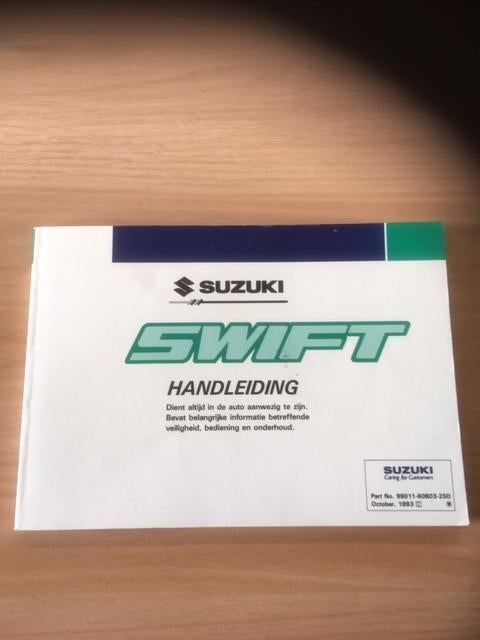 SUZUKI
SWIFT
HANDLEIDING
Dient altijd in de auto aanwezig te zijn.
Bevat belangrijke informatie betreffende
veiligheid, bediening en onderhoud.
SUZUKI
Caring for Customers
Part No. 99011-60B03-25D
October, 1993